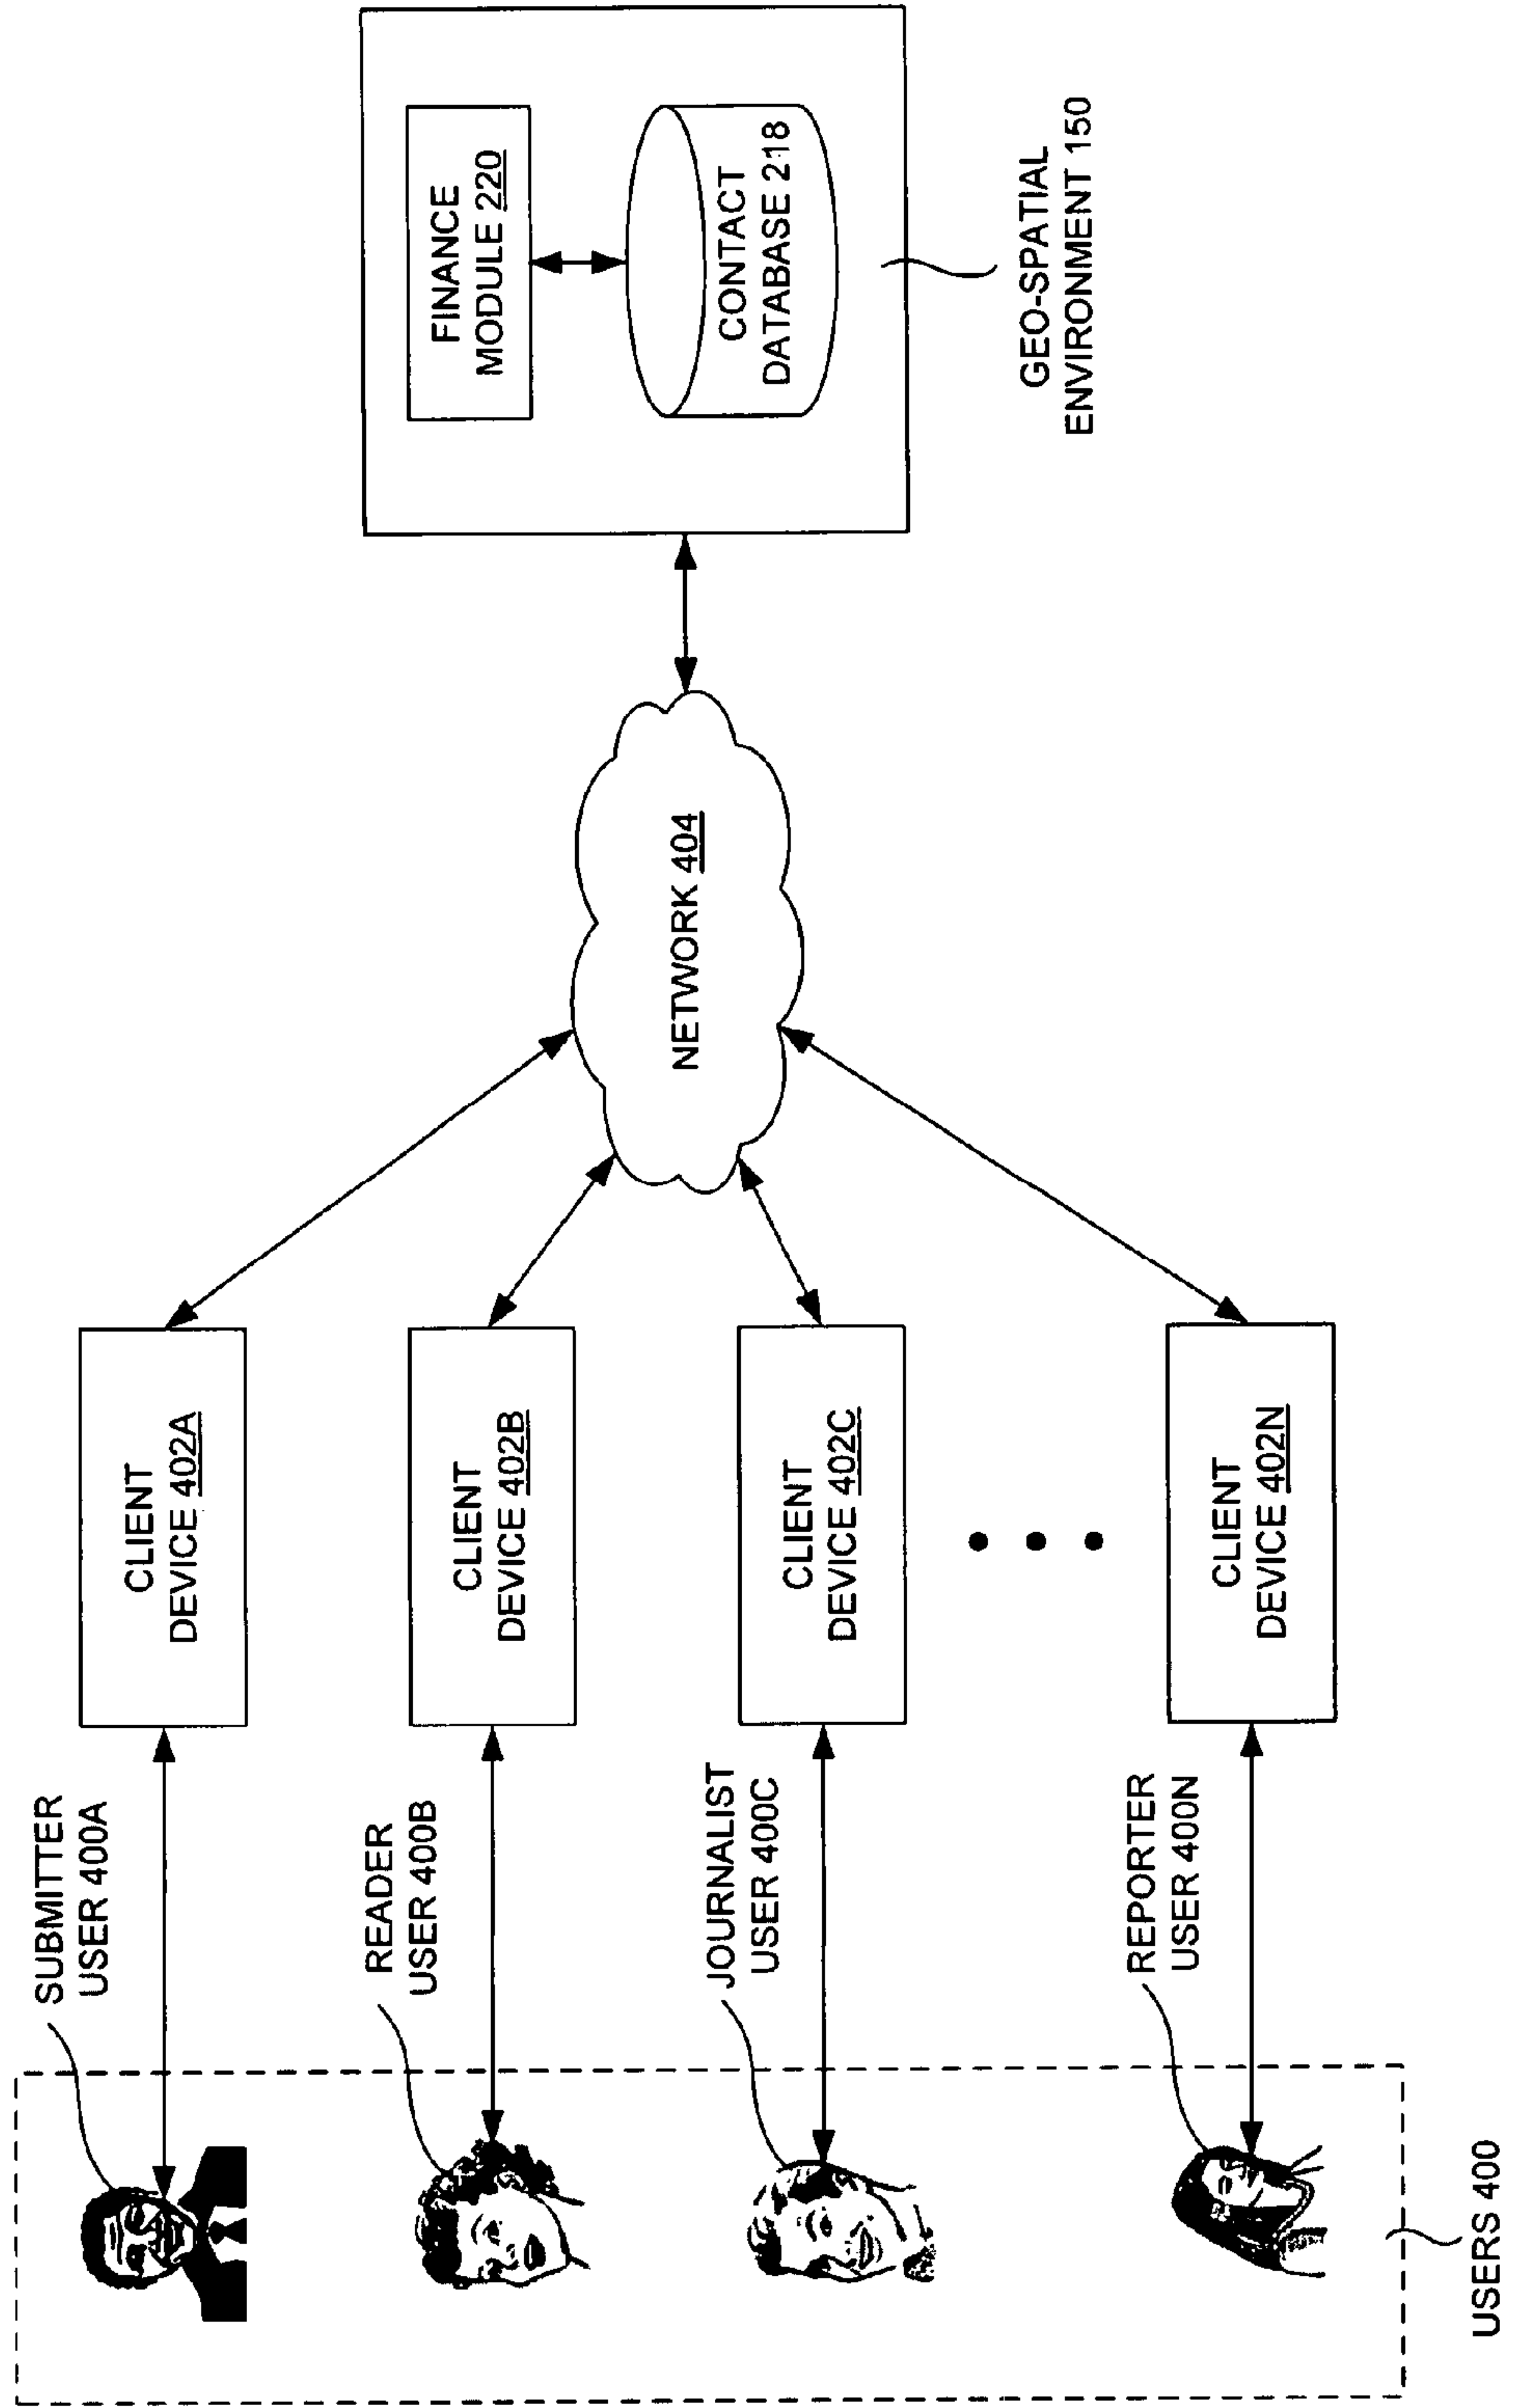 SUBMITTER
USER 400A
CLIENT
DEVICE 402A
READER
USER 400B
CLIENT
DEVICE 402B
JOURNALIST
USER 400C
CLIENT
DEVICE 402C
REPORTER
USER 400N
CLIENT
DEVICE 402N
USERS 400
NETWORK 404
FINANCE
MODULE 220
CONTACT
DATABASE 218
GEO-SPATIAL
ENVIRONMENT 150